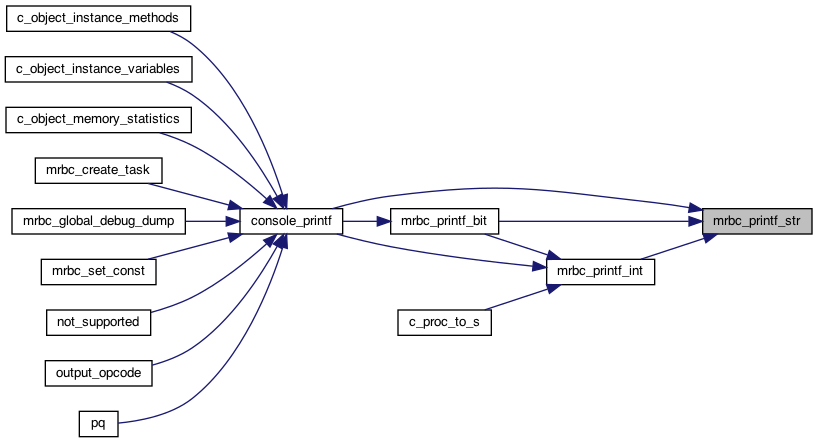 c_object_instance_methods
c_object_instance_variables
c_object_memory_statistics
mrbc_create_task
mrbc_global_debug_dump
console_printf
mrbc_printf_bit
mrbc_printf_str
mrbc_set_const
mrbc_printf_int
not_supported
c_proc_to_s
output_opcode
pq